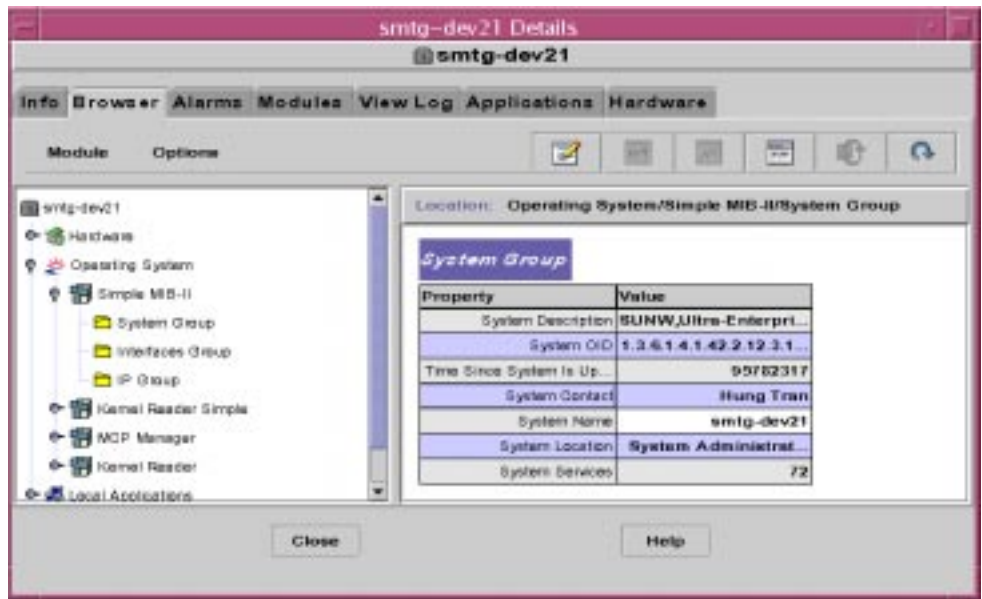 smtg-dev21 Details
smtg-dev21
Info Browser Alarms Modules View Log Applications Hardware
Module Options
smtg-dev21
Hardware
Operating System
Simple MIB-II
System Group
Interfaces Group
IP Group
Kernel Reader Simple
MCP Manager
Kernel Reader
Local Applications
Location: Operating System/Simple MIB-II/System Group
System Group
Property Value
System Description SUNW,Ultra-Enterpri...
System OID 1.3.6.1.4.1.42.2.12.3.1...
Time Since System Is Up... 95782317
System Contact Hung Tran
System Name smtg-dev21
System Location System Administrat...
System Services 72
Close Help